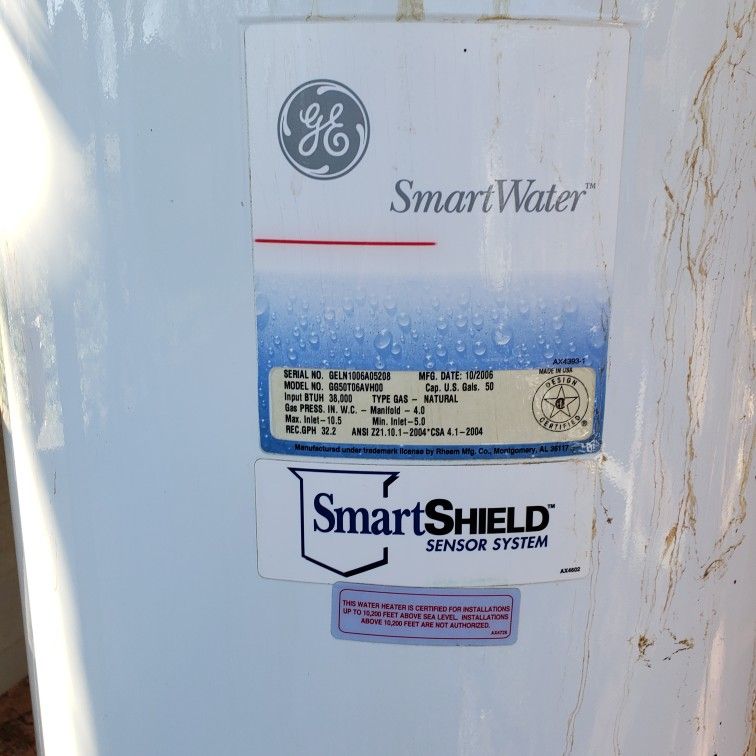 GE
SmartWater™
AX4393-1
SERIAL NO. GELN1006A05208 MFG. DATE: 10/2006
MODEL NO. GG50T06AVH00 Cap. U.S. Gals. 50
Input BTUH 38,000 TYPE GAS - NATURAL
Gas PRESS. IN. W.C. - Manifold - 4.0
Max. Inlet - 10.5 Min. Inlet - 5.0
REC.GPH 32.2 ANSI Z21.10.1 - 2004*CSA 4.1 - 2004
MADE IN USA
DESIGN
CERTIFIED
®
Manufactured under trademark license by Rheem Mfg. Co., Montgomery, AL 36117
SmartSHIELD™
SENSOR SYSTEM
AX4602
THIS WATER HEATER IS CERTIFIED FOR INSTALLATIONS
UP TO 10,200 FEET ABOVE SEA LEVEL. INSTALLATIONS
ABOVE 10,200 FEET ARE NOT AUTHORIZED.